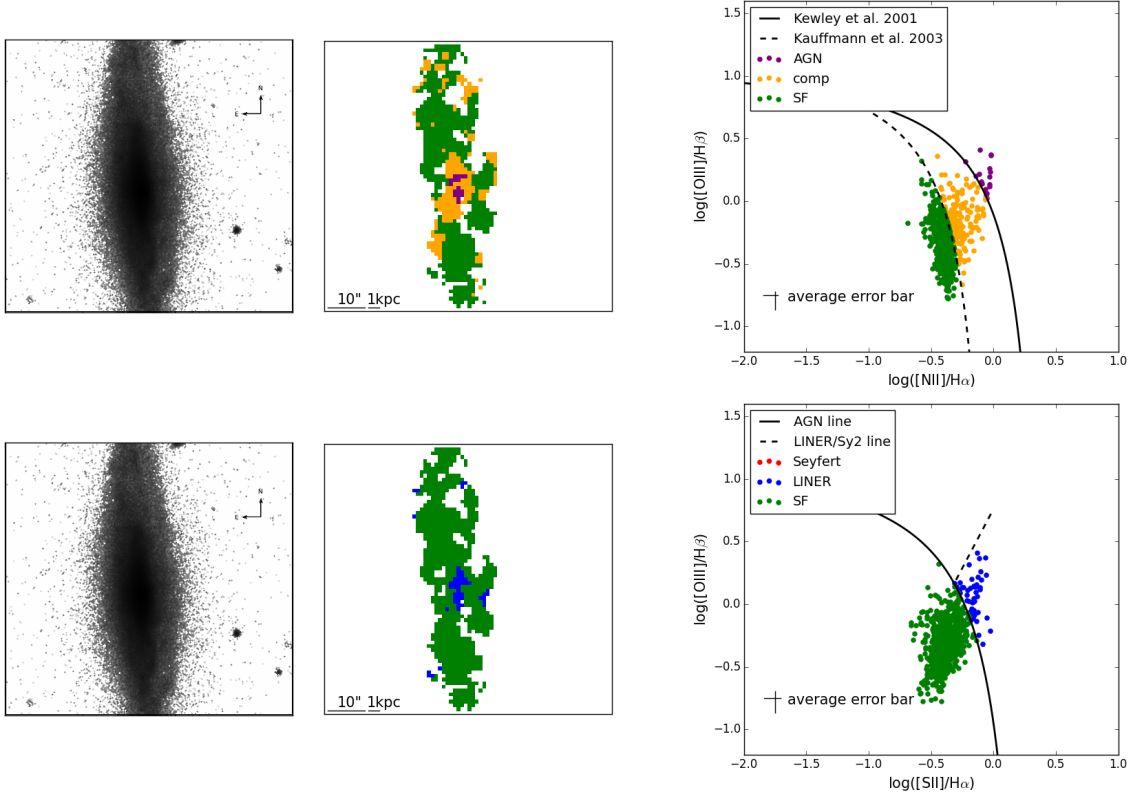 N
E
10" 1kpc
Kewley et al. 2001
Kauffmann et al. 2003
AGN
comp
SF
1.5
1.0
0.5
0.0
−0.5
−1.0
log([OIII]/Hβ)
average error bar
−2.0 −1.5 −1.0 −0.5 0.0 0.5 1.0
log([NII]/Hα)
N
E
10" 1kpc
AGN line
LINER/Sy2 line
Seyfert
LINER
SF
1.5
1.0
0.5
0.0
−0.5
−1.0
log([OIII]/Hβ)
average error bar
−2.0 −1.5 −1.0 −0.5 0.0 0.5 1.0
log([SII]/Hα)